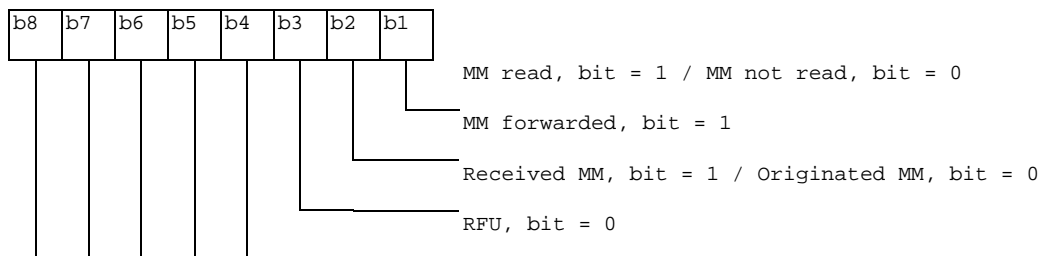 b8 b7 b6 b5 b4 b3 b2 b1
MM read, bit = 1 / MM not read, bit = 0
MM forwarded, bit = 1
Received MM, bit = 1 / Originated MM, bit = 0
RFU, bit = 0